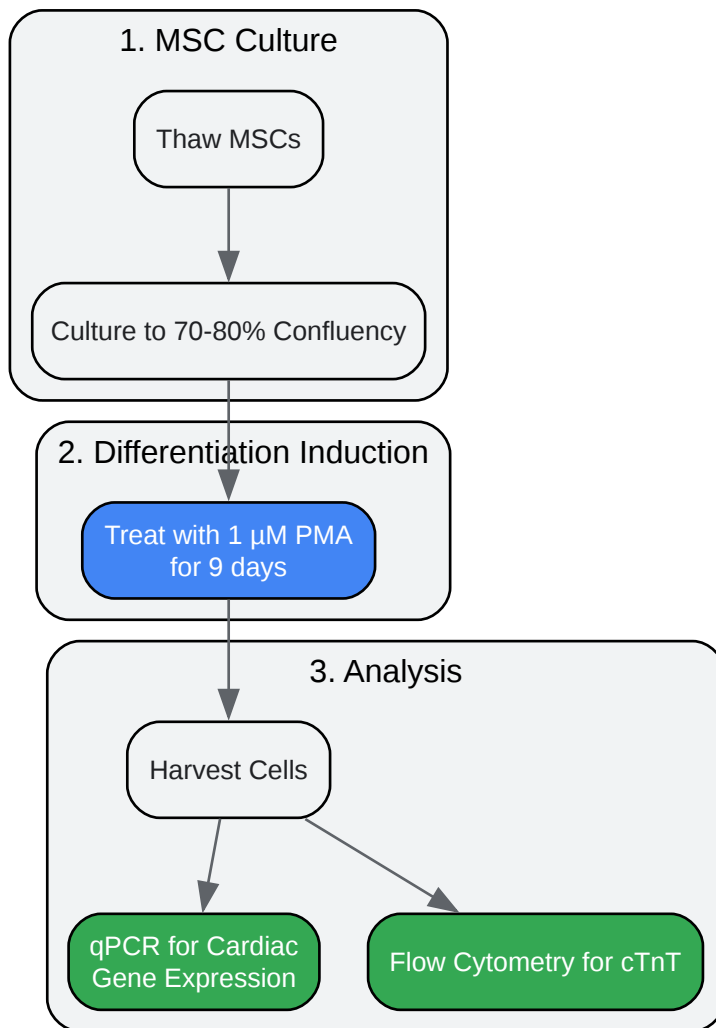 1. MSC Culture
Thaw MSCs
Culture to 70-80% Confluency
2. Differentiation Induction
Treat with 1 µM PMA
for 9 days
3. Analysis
Harvest Cells
qPCR for Cardiac
Gene Expression
Flow Cytometry for cTnT